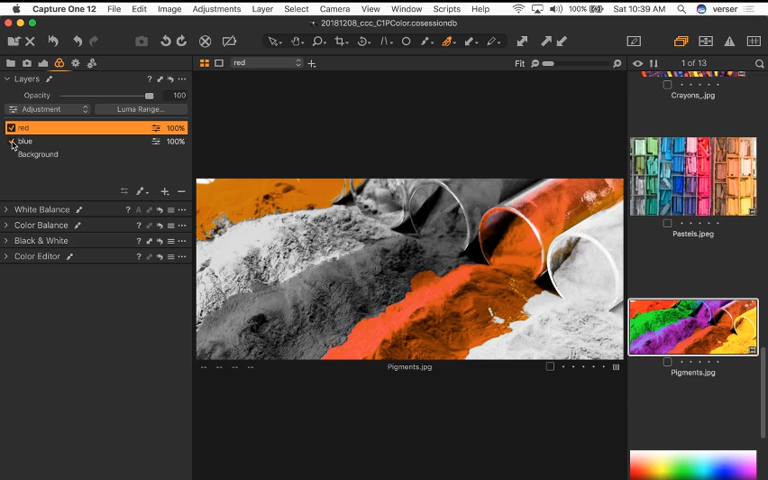 Capture One 12 File Edit Image Adjustments Layer Select Camera View Window Scripts Help 100% Sat 10:39 AM verser
20181208_ccc_C1PColor.cosessiondb
Layers
Opacity 100
Adjustment Luma Range...
red 100%
blue 100%
Background
White Balance
Color Balance
Black & White
Color Editor
red Fit
Pigments.jpg
1 of 13
Crayons_.jpg
Pastels.jpeg
Pigments.jpg